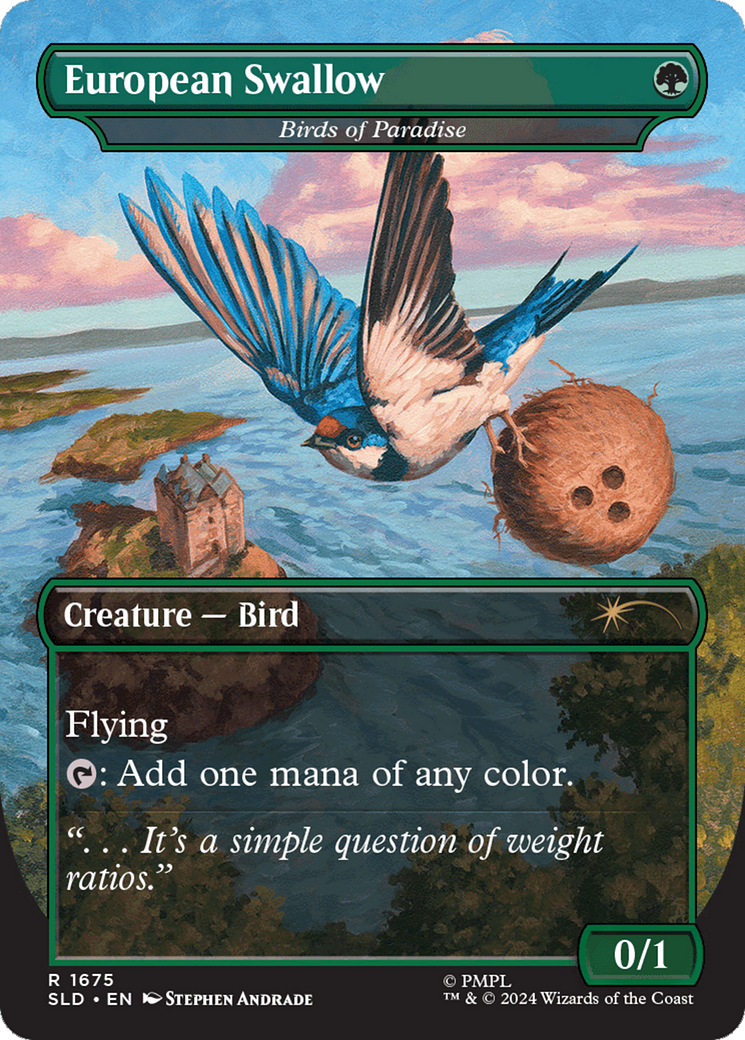 European Swallow
Birds of Paradise
Creature — Bird
Flying
: Add one mana of any color.
“. . . It’s a simple question of weight
ratios.”
0/1
R 1675
SLD • EN Stephen Andrade
© PMPL
™ & © 2024 Wizards of the Coast